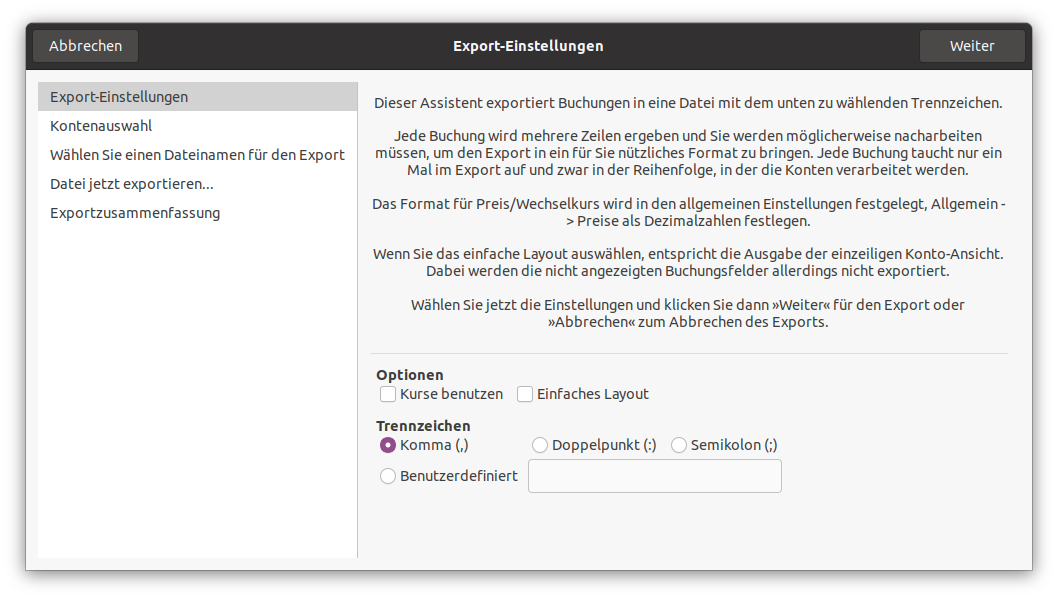 Abbrechen
Export-Einstellungen
Weiter
Export-Einstellungen
Kontenauswahl
Wählen Sie einen Dateinamen für den Export
Datei jetzt exportieren...
Exportzusammenfassung
Dieser Assistent exportiert Buchungen in eine Datei mit dem unten zu wählenden Trennzeichen.
Jede Buchung wird mehrere Zeilen ergeben und Sie werden möglicherweise nacharbeiten
müssen, um den Export in ein für Sie nützliches Format zu bringen. Jede Buchung taucht nur ein
Mal im Export auf und zwar in der Reihenfolge, in der die Konten verarbeitet werden.
Das Format für Preis/Wechselkurs wird in den allgemeinen Einstellungen festgelegt, Allgemein -
> Preise als Dezimalzahlen festlegen.
Wenn Sie das einfache Layout auswählen, entspricht die Ausgabe der einzeiligen Konto-Ansicht.
Dabei werden die nicht angezeigten Buchungsfelder allerdings nicht exportiert.
Wählen Sie jetzt die Einstellungen und klicken Sie dann »Weiter« für den Export oder
»Abbrechen« zum Abbrechen des Exports.
Optionen
Kurse benutzen
Einfaches Layout
Trennzeichen
Komma (,)
Doppelpunkt (:)
Semikolon (;)
Benutzerdefiniert